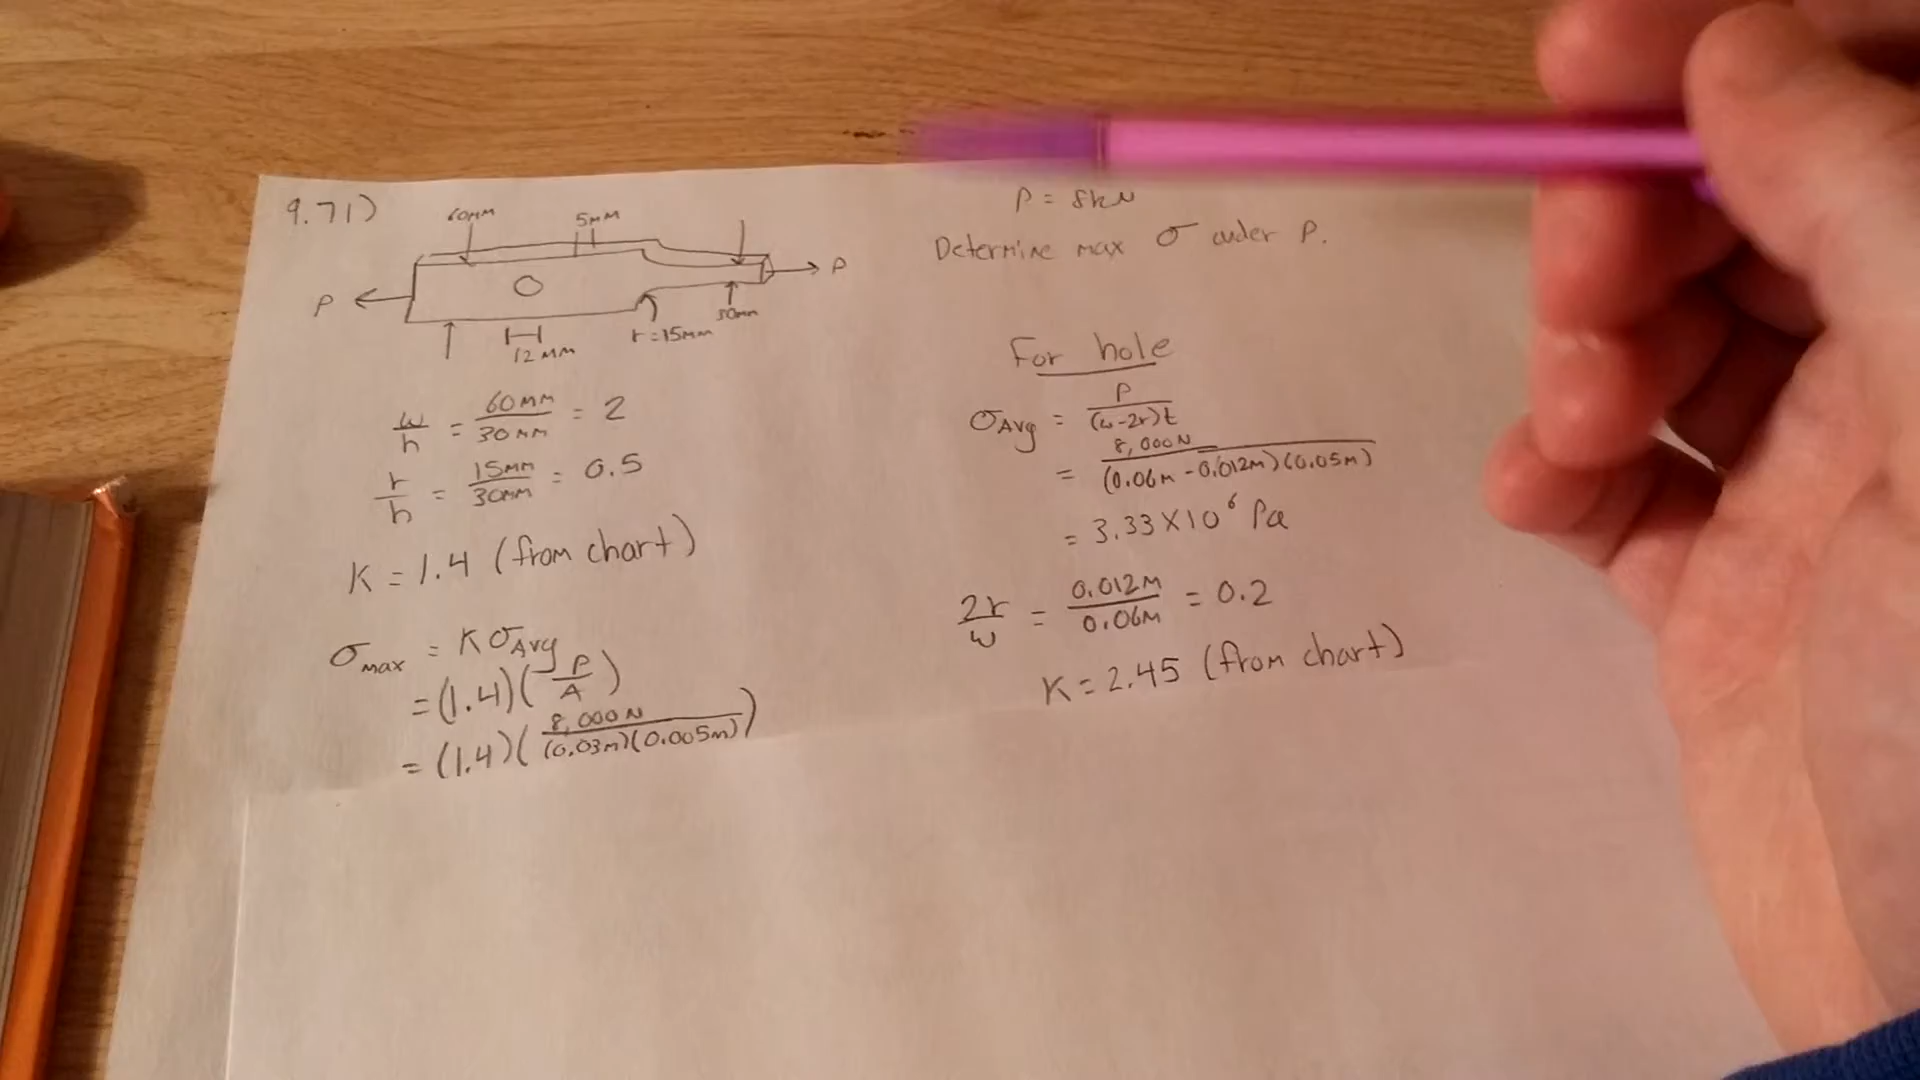 9.71)
60mm
5mm
P
P
r=15mm
30mm
12mm
w/h = 60mm/30mm = 2
r/h = 15mm/30mm = 0.5
K = 1.4 (from chart)
σmax = KσAvg
= (1.4)(P/A)
= (1.4)(8,000N/(0.03m)(0.005m))
P = 8kN
Determine max σ under P.
For hole
σAvg = P/(w-2r)t
= 8,000N/(0.06m-0.012m)(0.05m)
= 3.33×10⁶ Pa
2r/w = 0.012m/0.06m = 0.2
K = 2.45 (from chart)